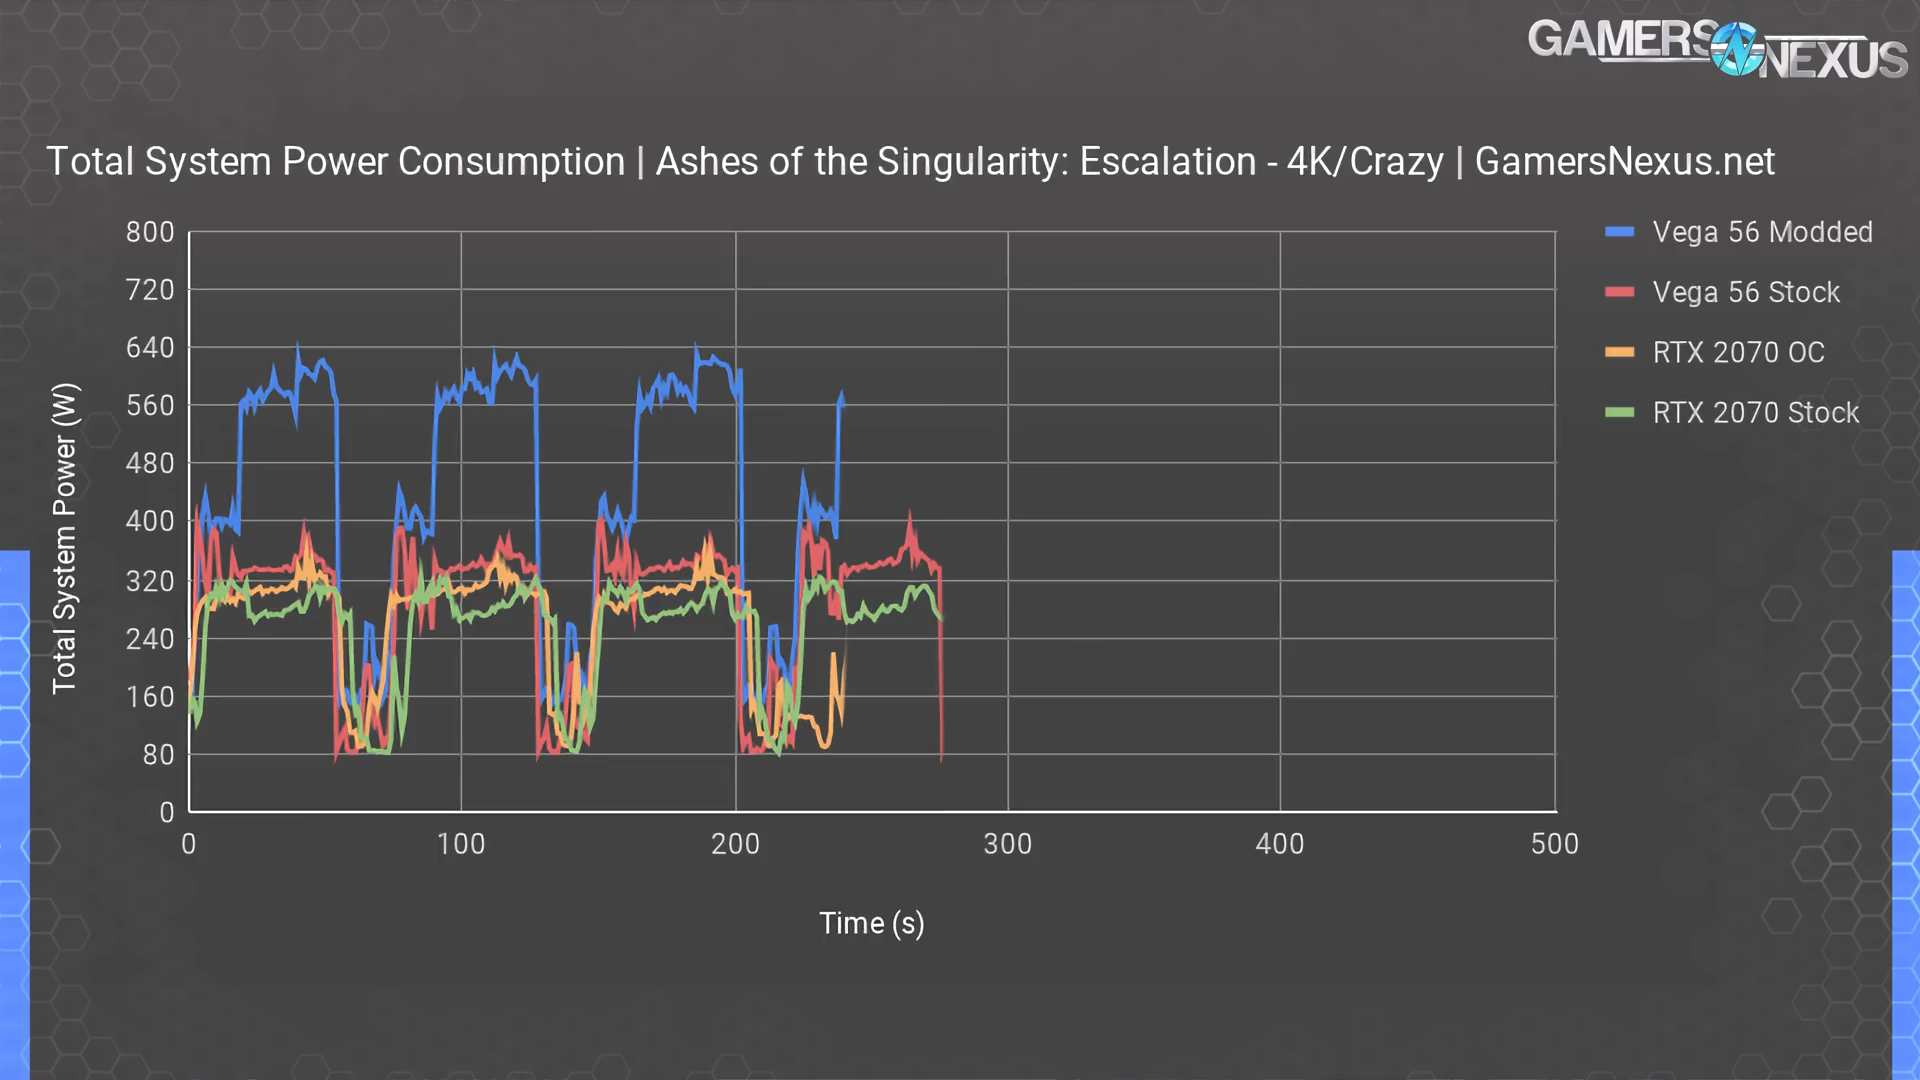 GAMERS NEXUS
Total System Power Consumption | Ashes of the Singularity: Escalation - 4K/Crazy | GamersNexus.net
Total System Power (W)
800
720
640
560
480
400
320
240
160
80
0
0 100 200 300 400 500
Time (s)
Vega 56 Modded
Vega 56 Stock
RTX 2070 OC
RTX 2070 Stock